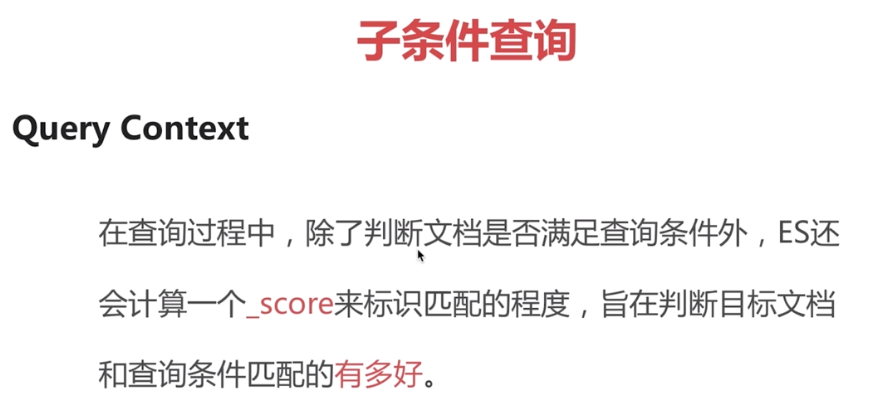 子条件查询
Query Context
在查询过程中，除了判断文档是否满足查询条件外，ES还
会计算一个_score来标识匹配的程度，旨在判断目标文档
和查询条件匹配的有多好。